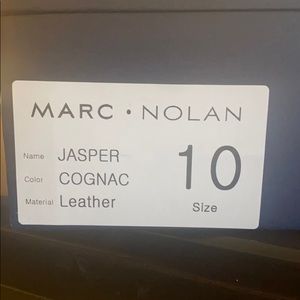 MARC • NOLAN
Name JASPER
Color COGNAC
Material Leather
10
Size